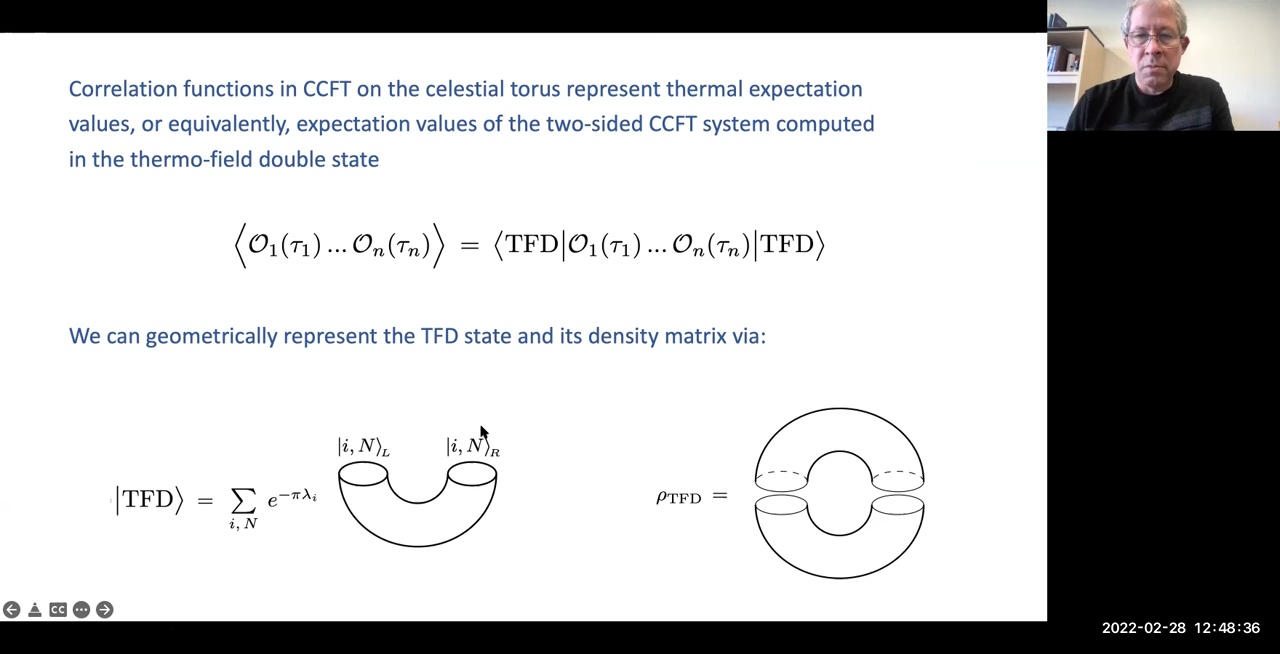 Correlation functions in CCFT on the celestial torus represent thermal expectation
values, or equivalently, expectation values of the two-sided CCFT system computed
in the thermo-field double state
⟨𝒪₁(τ₁) … 𝒪ₙ(τₙ)⟩ = ⟨TFD|𝒪₁(τ₁) … 𝒪ₙ(τₙ)|TFD⟩
We can geometrically represent the TFD state and its density matrix via:
|i, N⟩_L |i, N⟩_R
|TFD⟩ = ∑_{i, N} e^{−πλ_i}
ρ_TFD =
CC
2022-02-28 12:48:36